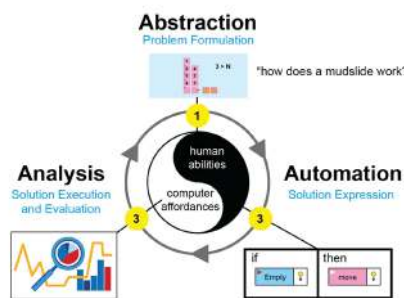 Abstraction
Problem Formulation
3 > N
"how does a mudslide work"
1
human
abilities
Analysis
Solution Execution
and Evaluation
computer
affordances
Automation
Solution Expression
3
3
if
then
Empty
move